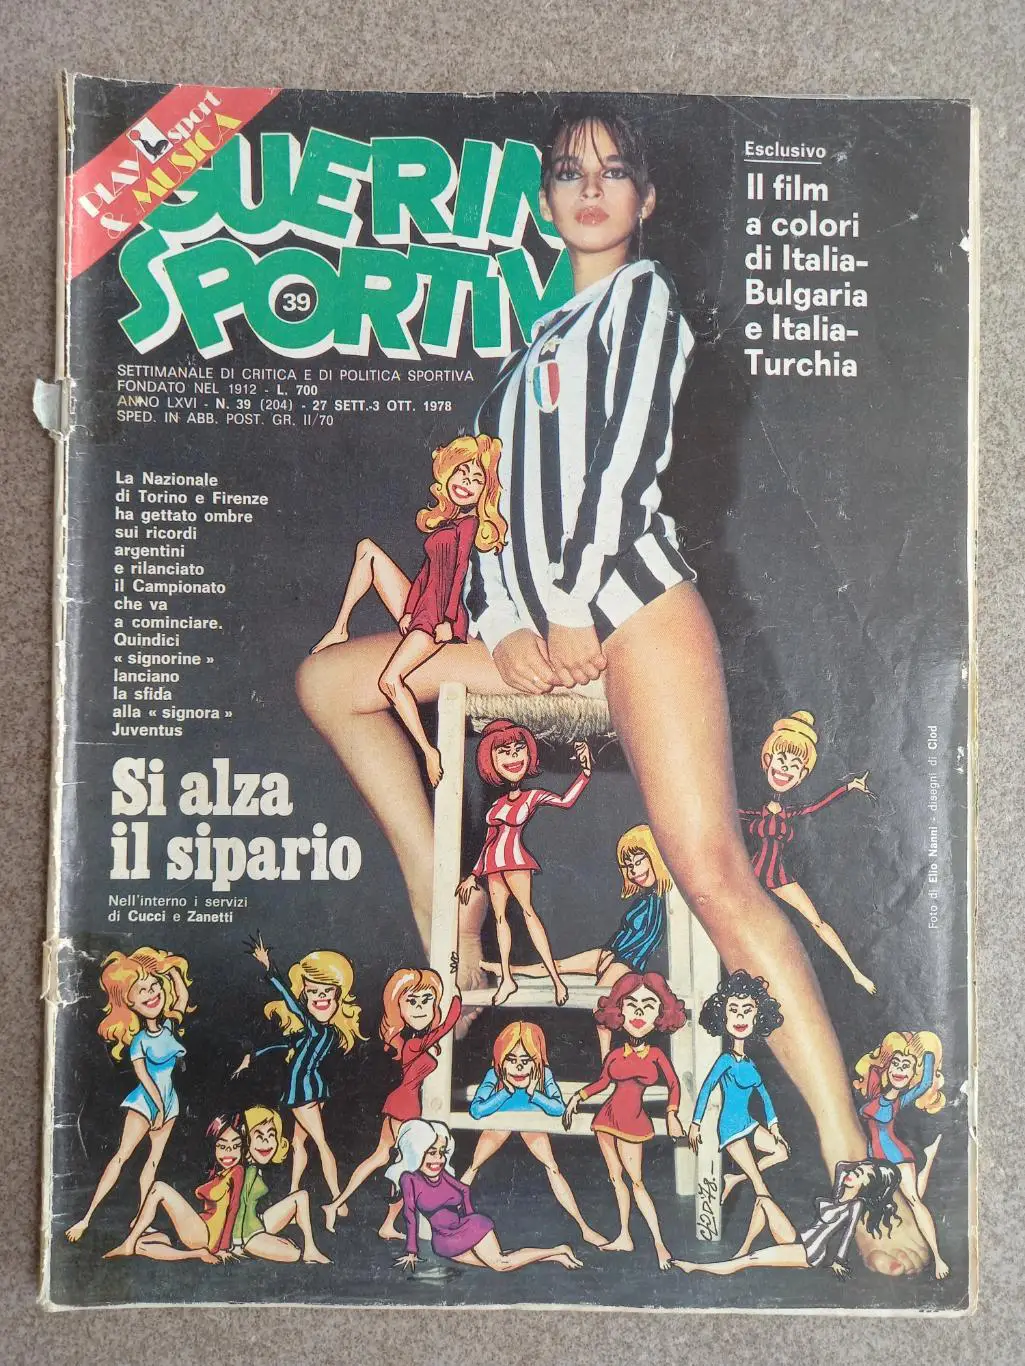 PLAY sport
& MUSICA
GUERIN
SPORTIV
39
SETTIMANALE DI CRITICA E DI POLITICA SPORTIVA
FONDATO NEL 1912 - L. 700
ANNO LXVI - N. 39 (204) - 27 SETT.-3 OTT. 1978
SPED. IN ABB. POST. GR. II/70
Esclusivo
Il film
a colori
di Italia-
Bulgaria
e Italia-
Turchia
La Nazionale
di Torino e Firenze
ha gettato ombre
sui ricordi
argentini
e rilanciato
il Campionato
che va
a cominciare.
Quindici
« signorine »
lanciano
la sfida
alla « signora »
Juventus
Si alza
il sipario
Nell'interno i servizi
di Cucci e Zanetti
Foto di Elio Nanni - disegni di Clod
CLOD '78